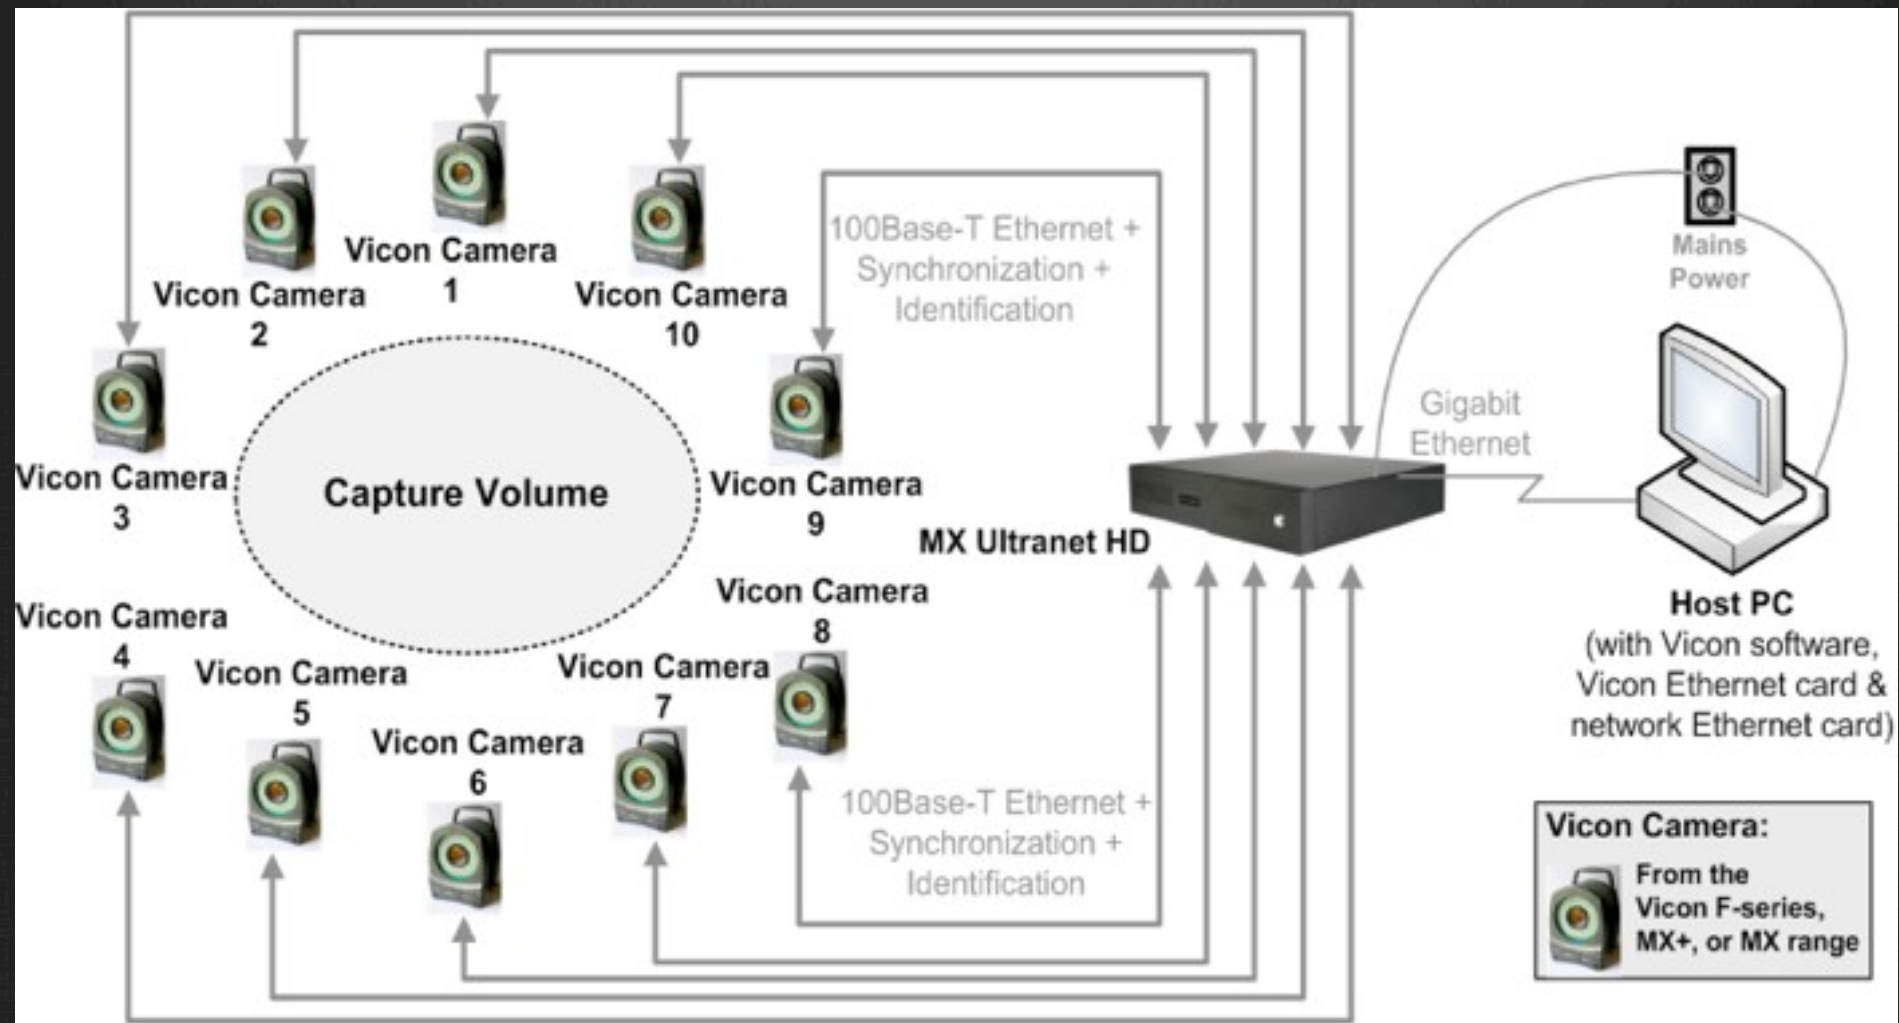 Vicon Camera
1
Vicon Camera
2
Vicon Camera
10
100Base-T Ethernet +
Synchronization +
Identification
Mains
Power
Vicon Camera
3
Capture Volume
Vicon Camera
9
Gigabit
Ethernet
MX Ultranet HD
Vicon Camera
4
Vicon Camera
5
Vicon Camera
6
Vicon Camera
7
Vicon Camera
8
Host PC
(with Vicon software,
Vicon Ethernet card &
network Ethernet card)
100Base-T Ethernet +
Synchronization +
Identification
Vicon Camera:
From the
Vicon F-series,
MX+, or MX range